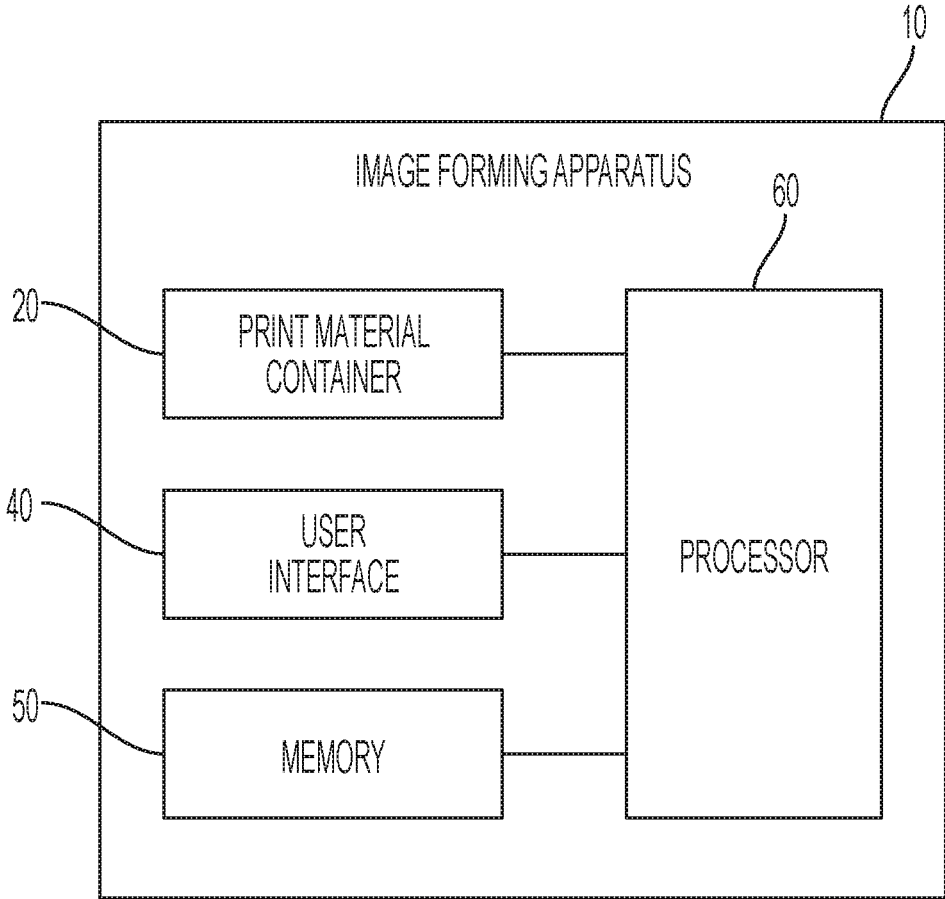 10
IMAGE FORMING APPARATUS
60
20
PRINT MATERIAL
CONTAINER
40
USER
INTERFACE
PROCESSOR
50
MEMORY